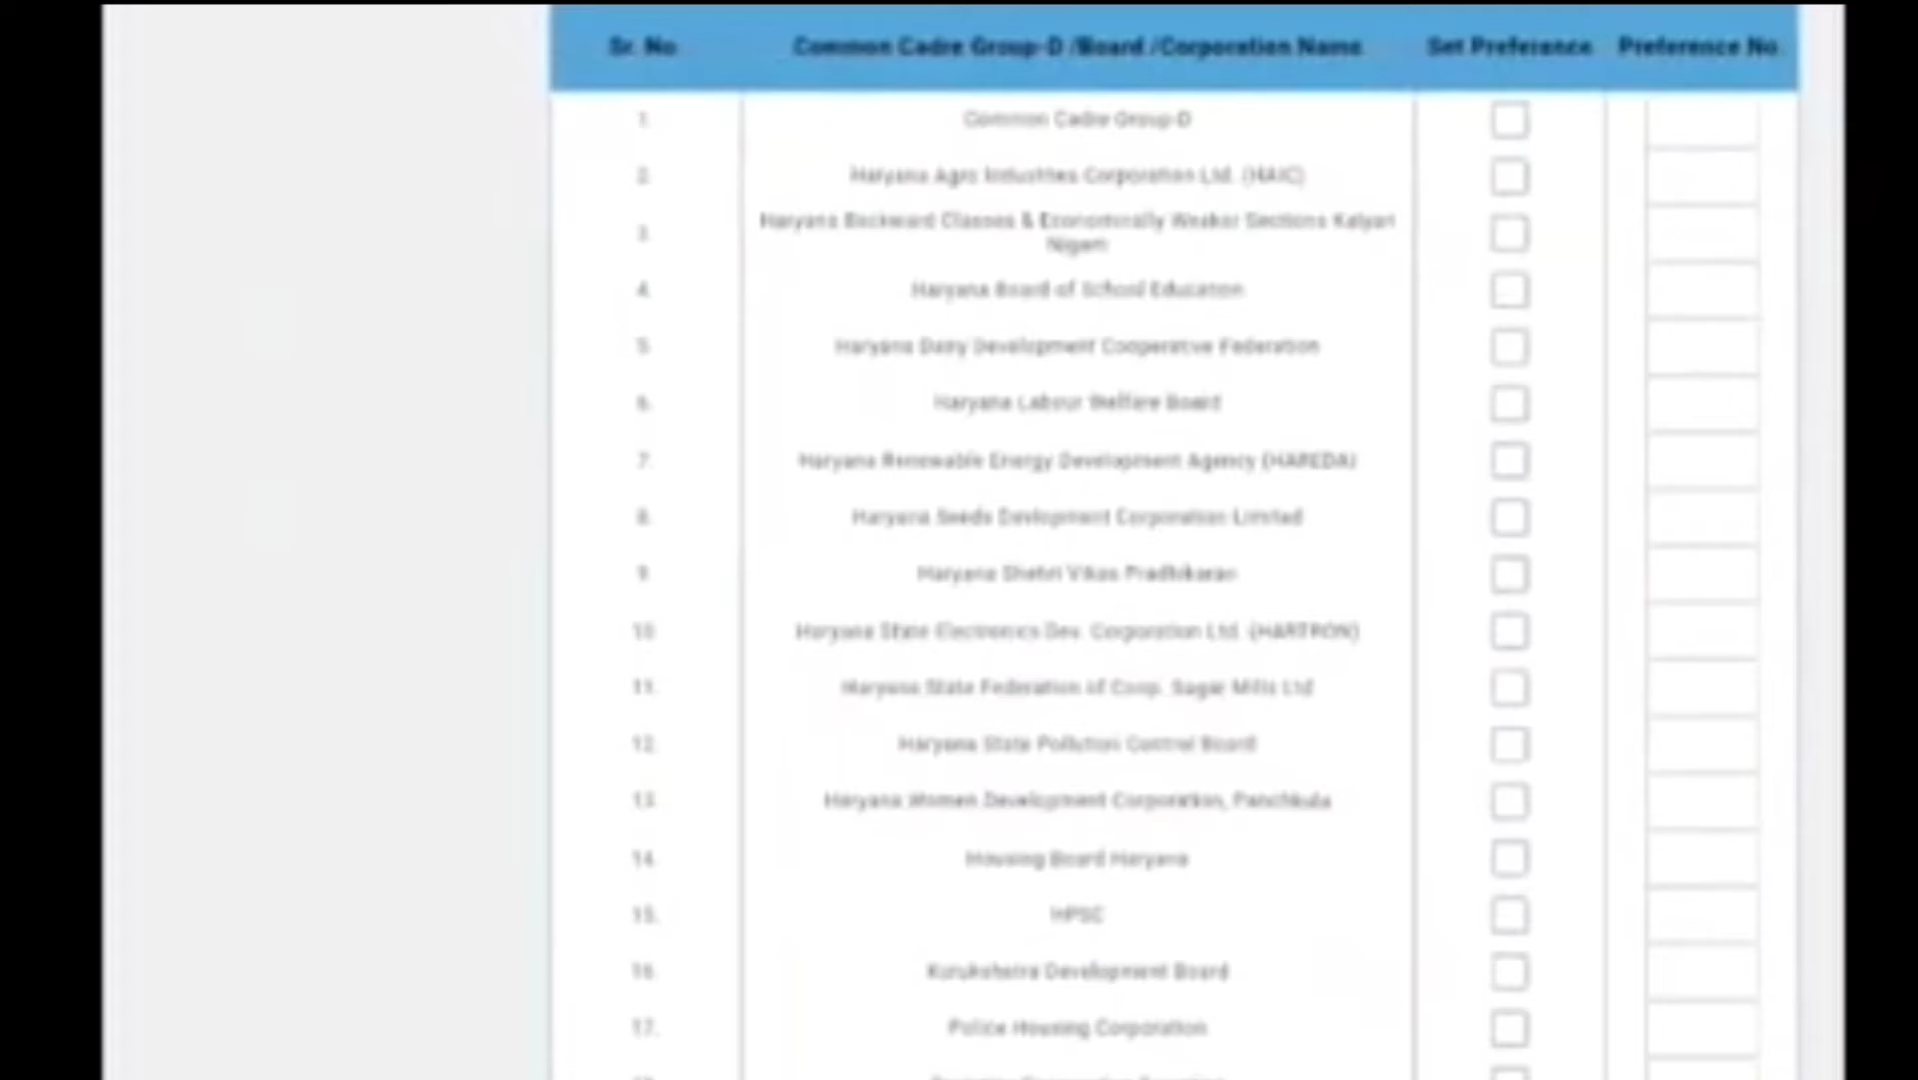 Sr. No Common Cadre Group-D /Board /Corporation Name Set Preference Preference No.
1. Common Cadre Group-D
2. Haryana Agro Industries Corporation Ltd. (HAIC)
3. Haryana Backward Classes & Economically Weaker Sections Kalyan
Nigam
4. Haryana Board of School Education
5. Haryana Dairy Development Cooperative Federation
6. Haryana Labour Welfare Board
7. Haryana Renewable Energy Development Agency (HAREDA)
8. Haryana Seeds Devlopment Corporation Limited
9. Haryana Shehri Vikas Pradhikaran
10. Haryana State Electronics Dev. Corporation Ltd. (HARTRON)
11. Haryana State Federation of Coop. Sugar Mills Ltd
12. Haryana State Pollution Control Board
13. Haryana Women Development Corporation, Panchkula
14. Housing Board Haryana
15. HPSC
16. Kurukshetra Development Board
17. Police Housing Corporation